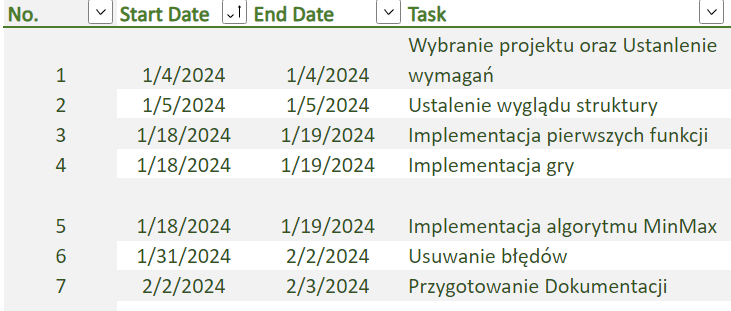 No. Start Date End Date Task
Wybranie projektu oraz Ustanlenie
1 1/4/2024 1/4/2024 wymagań
2 1/5/2024 1/5/2024 Ustalenie wyglądu struktury
3 1/18/2024 1/19/2024 Implementacja pierwszych funkcji
4 1/18/2024 1/19/2024 Implementacja gry
5 1/18/2024 1/19/2024 Implementacja algorytmu MinMax
6 1/31/2024 2/2/2024 Usuwanie błędów
7 2/2/2024 2/3/2024 Przygotowanie Dokumentacji